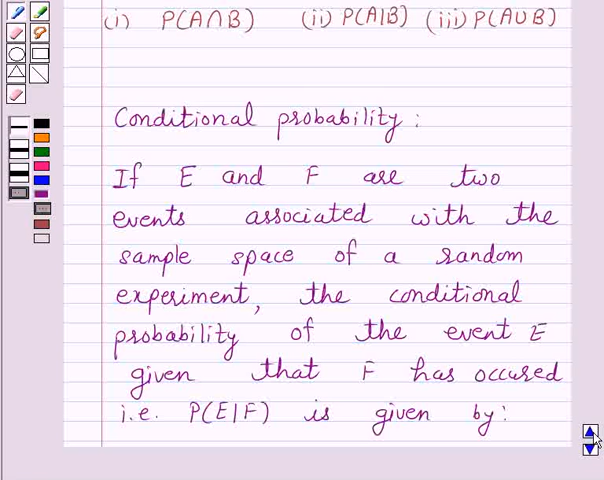 (i) P(A∩B) (ii) P(A|B) (iii) P(A∪B)
Conditional probability:
If E and F are two
events associated with the
sample space of a random
experiment, the conditional
probability of the event E
given that F has occured
i.e. P(E|F) is given by: